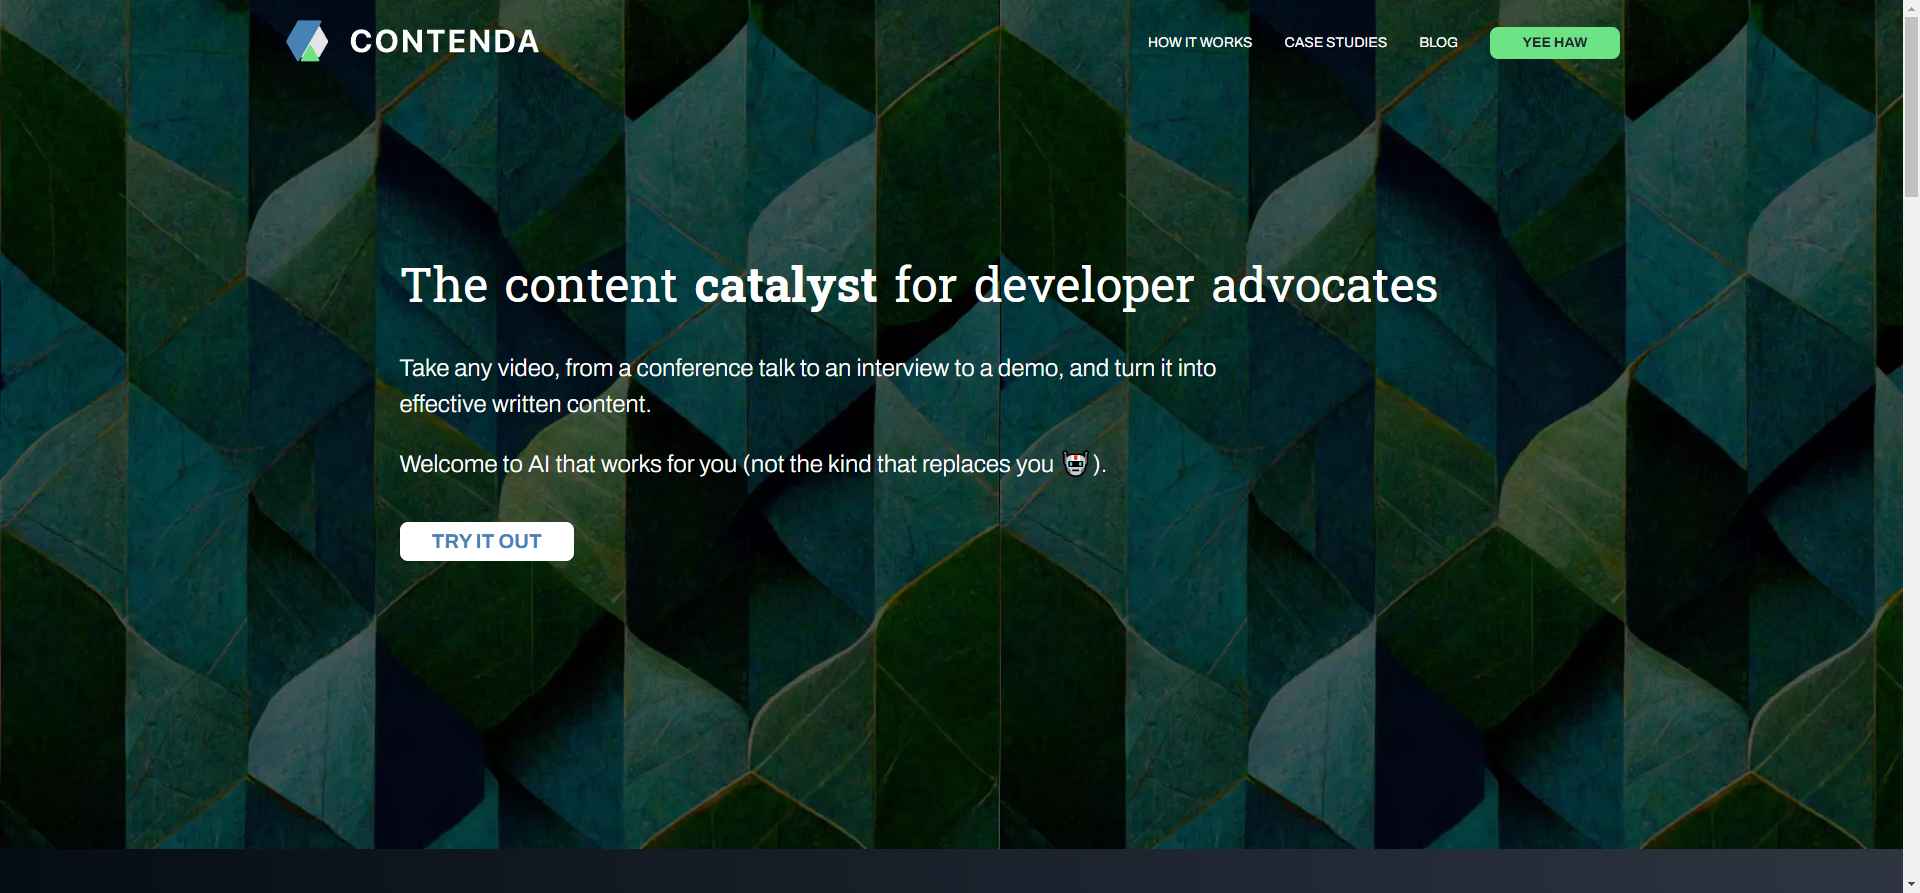 CONTENDA
HOW IT WORKS
CASE STUDIES
BLOG
YEE HAW
The content catalyst for developer advocates
Take any video, from a conference talk to an interview to a demo, and turn it into
effective written content.
Welcome to AI that works for you (not the kind that replaces you 🤖).
TRY IT OUT